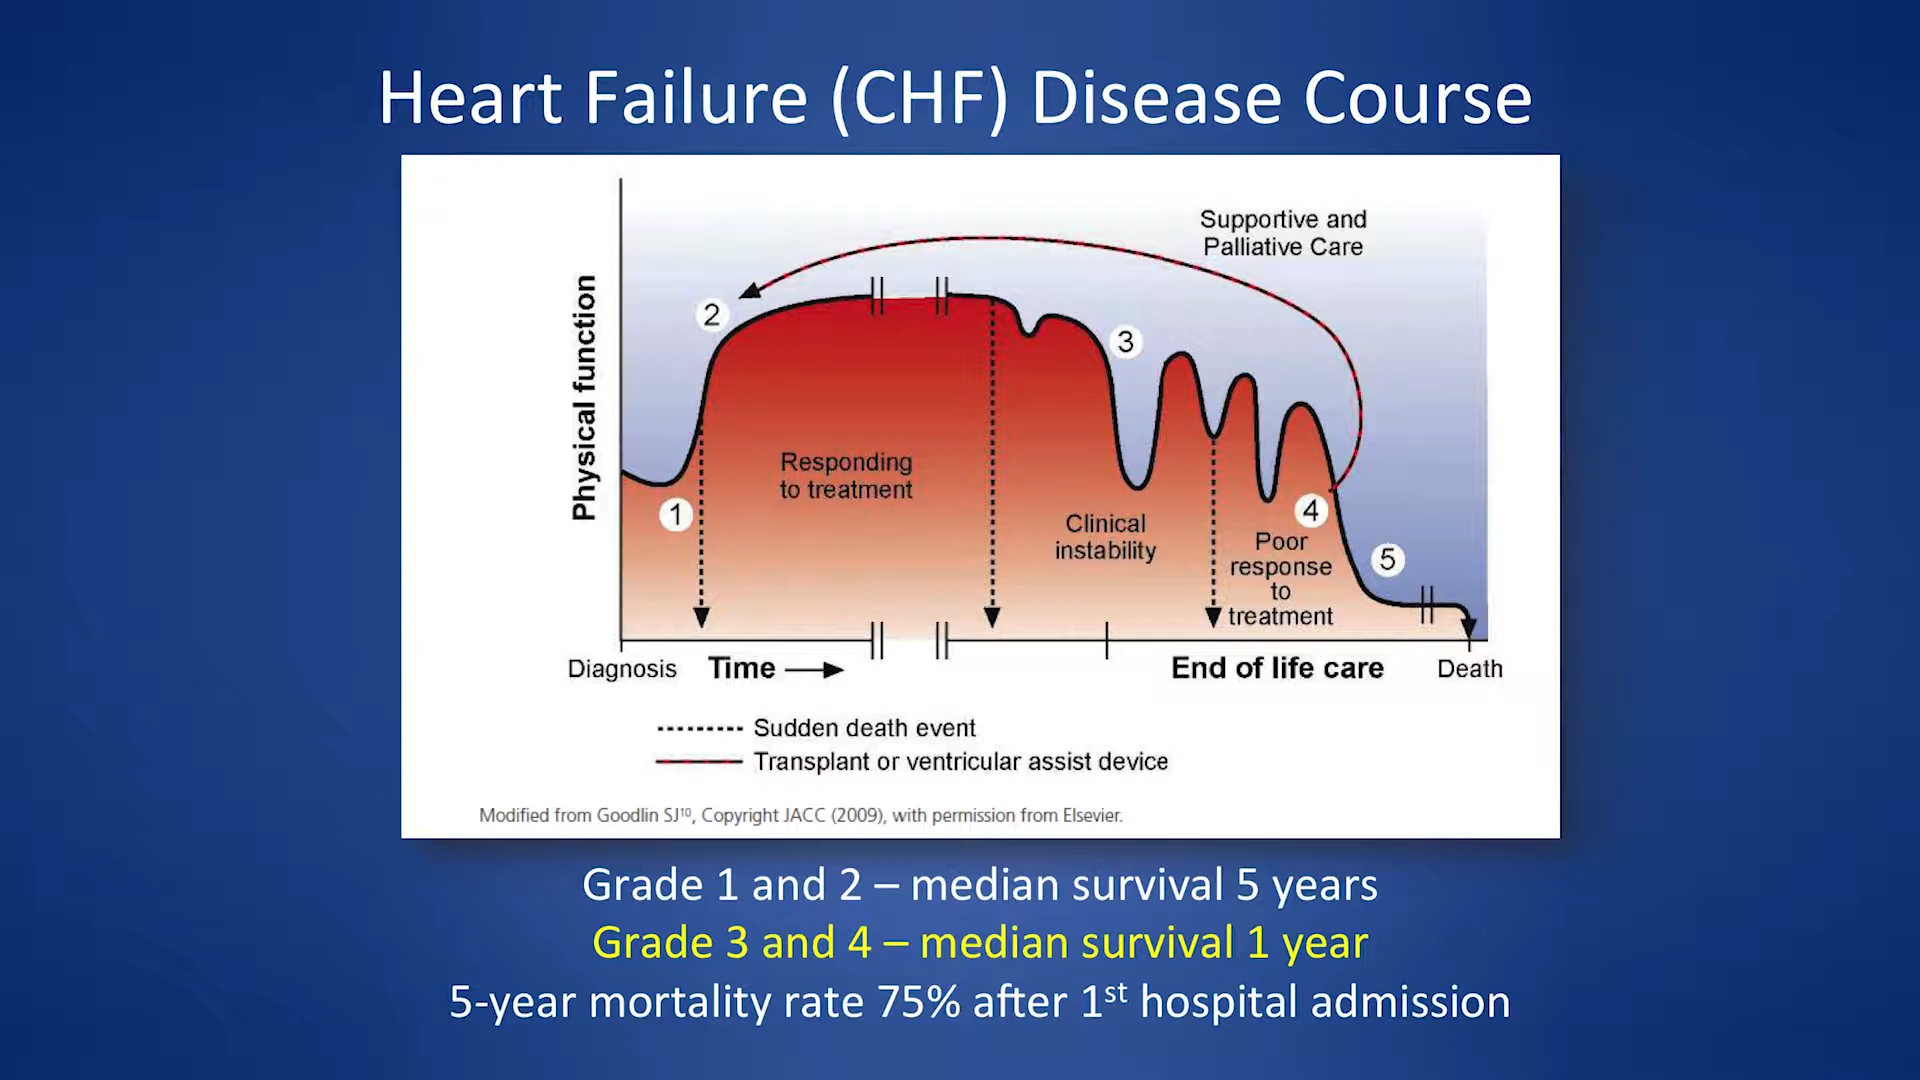 Heart Failure (CHF) Disease Course
Supportive and
Palliative Care
Physical function
2
3
Responding
to treatment
1
4
Clinical
instability
Poor
response
to
treatment
5
Diagnosis
Time
End of life care
Death
Sudden death event
Transplant or ventricular assist device
Modified from Goodlin SJ10, Copyright JACC (2009), with permission from Elsevier.
Grade 1 and 2 – median survival 5 years
Grade 3 and 4 – median survival 1 year
5-year mortality rate 75% after 1st hospital admission